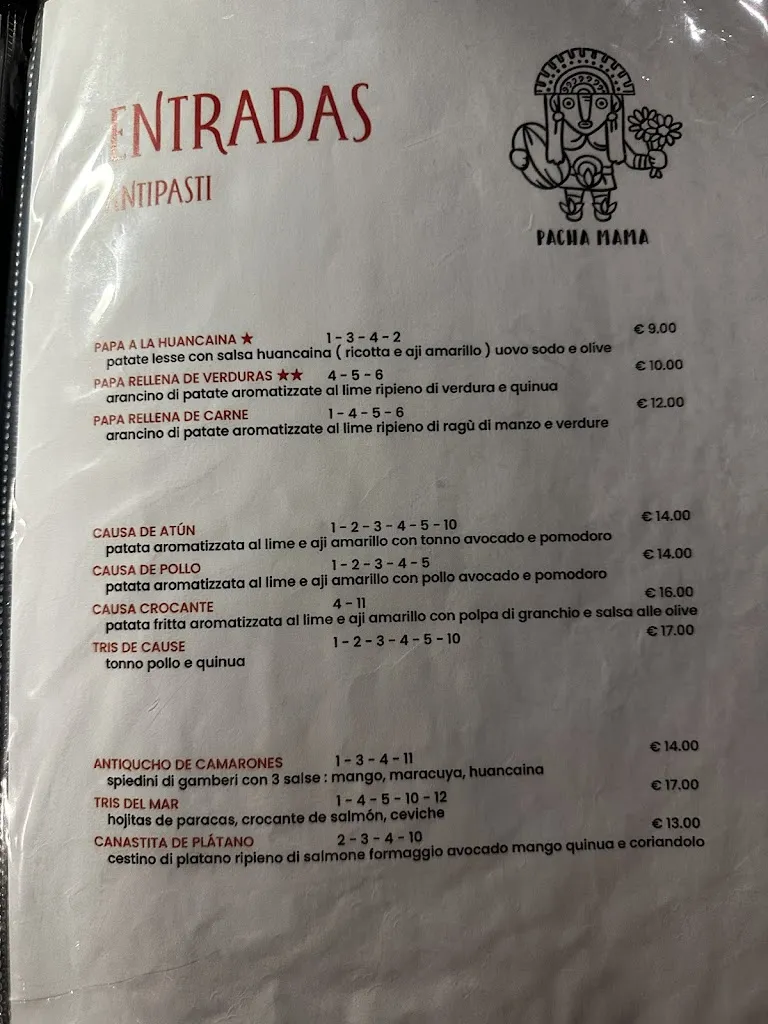 ENTRADAS
ANTIPASTI
PACHA MAMA
PAPA A LA HUANCAINA ★ 1 - 3 - 4 - 2 € 9.00
patate lesse con salsa huancaina ( ricotta e aji amarillo ) uovo sodo e olive
PAPA RELLENA DE VERDURAS ★★ 4 - 5 - 6 € 10.00
arancino di patate aromatizzate al lime ripieno di verdura e quinua
PAPA RELLENA DE CARNE 1 - 4 - 5 - 6 € 12.00
arancino di patate aromatizzate al lime ripieno di ragù di manzo e verdure
CAUSA DE ATÚN 1 - 2 - 3 - 4 - 5 - 10 € 14.00
patata aromatizzata al lime e aji amarillo con tonno avocado e pomodoro
CAUSA DE POLLO 1 - 2 - 3 - 4 - 5 € 14.00
patata aromatizzata al lime e aji amarillo con pollo avocado e pomodoro
CAUSA CROCANTE 4 - 11 € 16.00
patata fritta aromatizzata al lime e aji amarillo con polpa di granchio e salsa alle olive
TRIS DE CAUSE 1 - 2 - 3 - 4 - 5 - 10 € 17.00
tonno pollo e quinua
ANTIQUCHO DE CAMARONES 1 - 3 - 4 - 11 € 14.00
spiedini di gamberi con 3 salse : mango, maracuya, huancaina
TRIS DEL MAR 1 - 4 - 5 - 10 - 12 € 17.00
hojitas de paracas, crocante de salmón, ceviche
CANASTITA DE PLÁTANO 2 - 3 - 4 - 10 € 13.00
cestino di platano ripieno di salmone formaggio avocado mango quinua e coriandolo